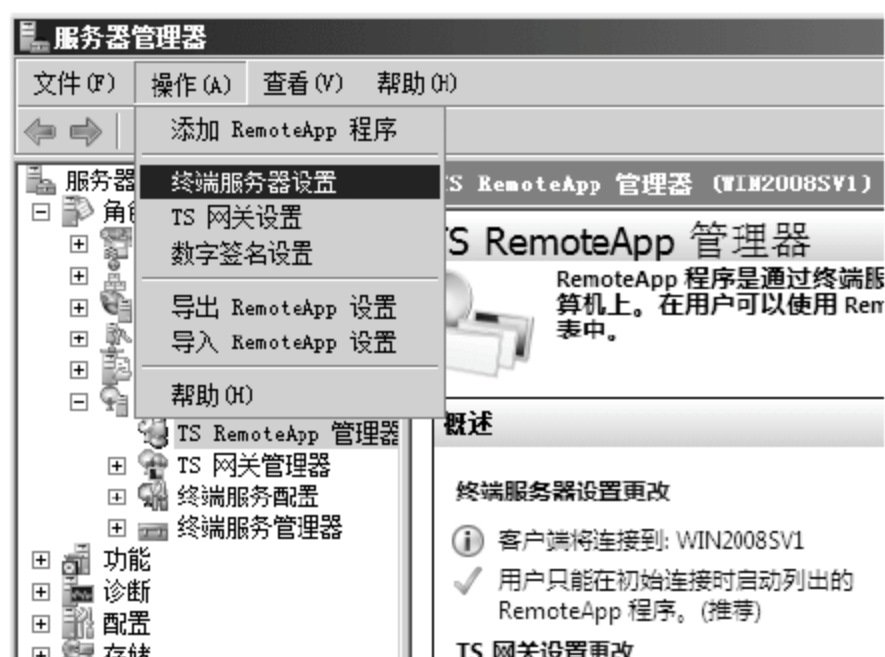 服务器管理器
文件(F) 操作(A) 查看(V) 帮助(H)
添加 RemoteApp 程序
终端服务器设置
TS 网关设置
数字签名设置
导出 RemoteApp 设置
导入 RemoteApp 设置
帮助(H)
服务器
角
TS RemoteApp 管理器
TS 网关管理器
终端服务配置
终端服务管理器
功能
诊断
配置
存储
TS RemoteApp 管理器 (WIN2008SV1)
TS RemoteApp 管理器
RemoteApp 程序是通过终端服
算机上。在用户可以使用 Rem
表中。
概述
终端服务器设置更改
客户端将连接到: WIN2008SV1
用户只能在初始连接时启动列出的
RemoteApp 程序。(推荐)
TS 网关设置更改